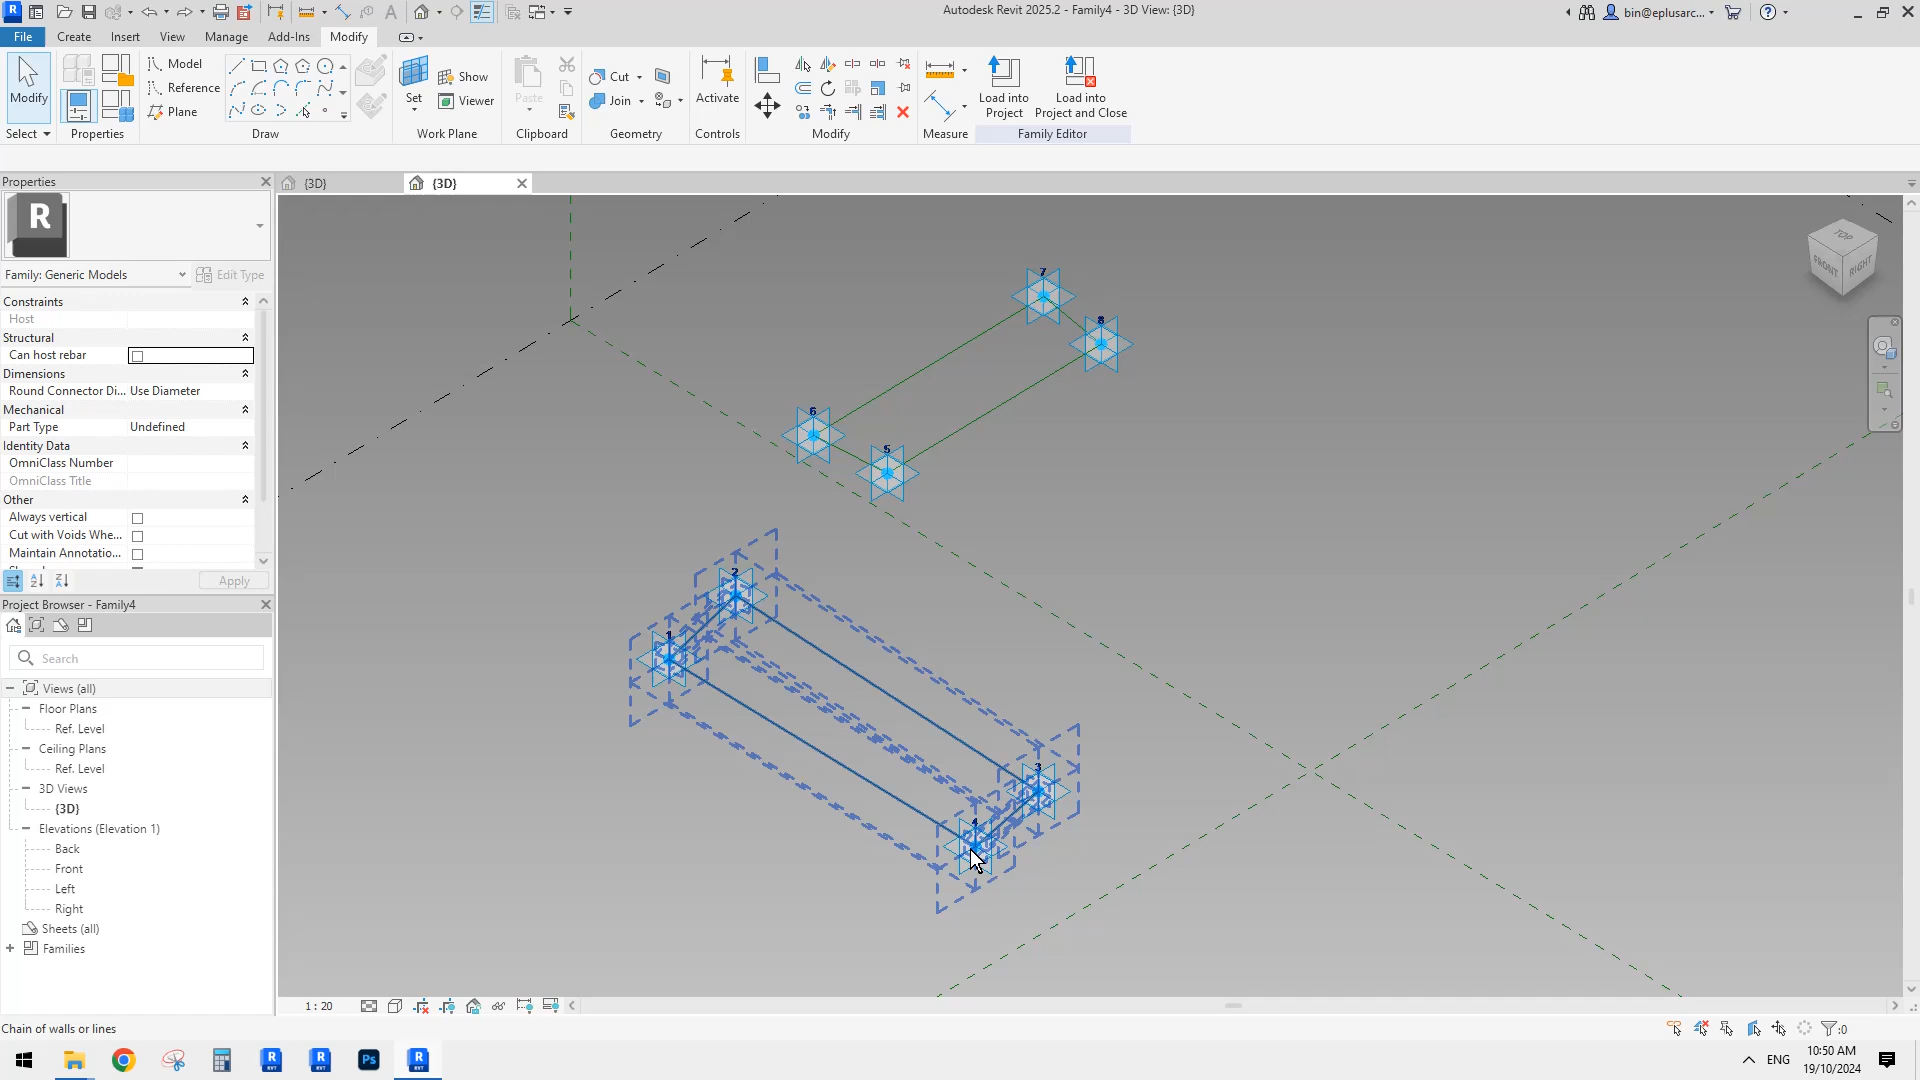 R
Autodesk Revit 2025.2 - Family4 - 3D View: {3D}
bin@eplusarc...
File
Create
Insert
View
Manage
Add-Ins
Modify
Modify
Select
Properties
Model
Reference
Plane
Draw
Set
Show
Viewer
Work Plane
Paste
Clipboard
Cut
Join
Geometry
Activate
Controls
Modify
Measure
Load into
Project
Load into
Project and Close
Family Editor
Properties
{3D}
{3D}
R
Family: Generic Models
Edit Type
Constraints
Host
Structural
Can host rebar
Dimensions
Round Connector Di... Use Diameter
Mechanical
Part Type Undefined
Identity Data
OmniClass Number
OmniClass Title
Other
Always vertical
Cut with Voids Whe...
Maintain Annotatio...
Apply
Project Browser - Family4
Search
Views (all)
Floor Plans
Ref. Level
Ceiling Plans
Ref. Level
3D Views
{3D}
Elevations (Elevation 1)
Back
Front
Left
Right
Sheets (all)
Families
7
8
6
5
2
1
3
4
TOP
FRONT
RIGHT
1 : 20
Chain of walls or lines
:0
R RVT
R RVT
Ps
R RVT
ENG
10:50 AM
19/10/2024